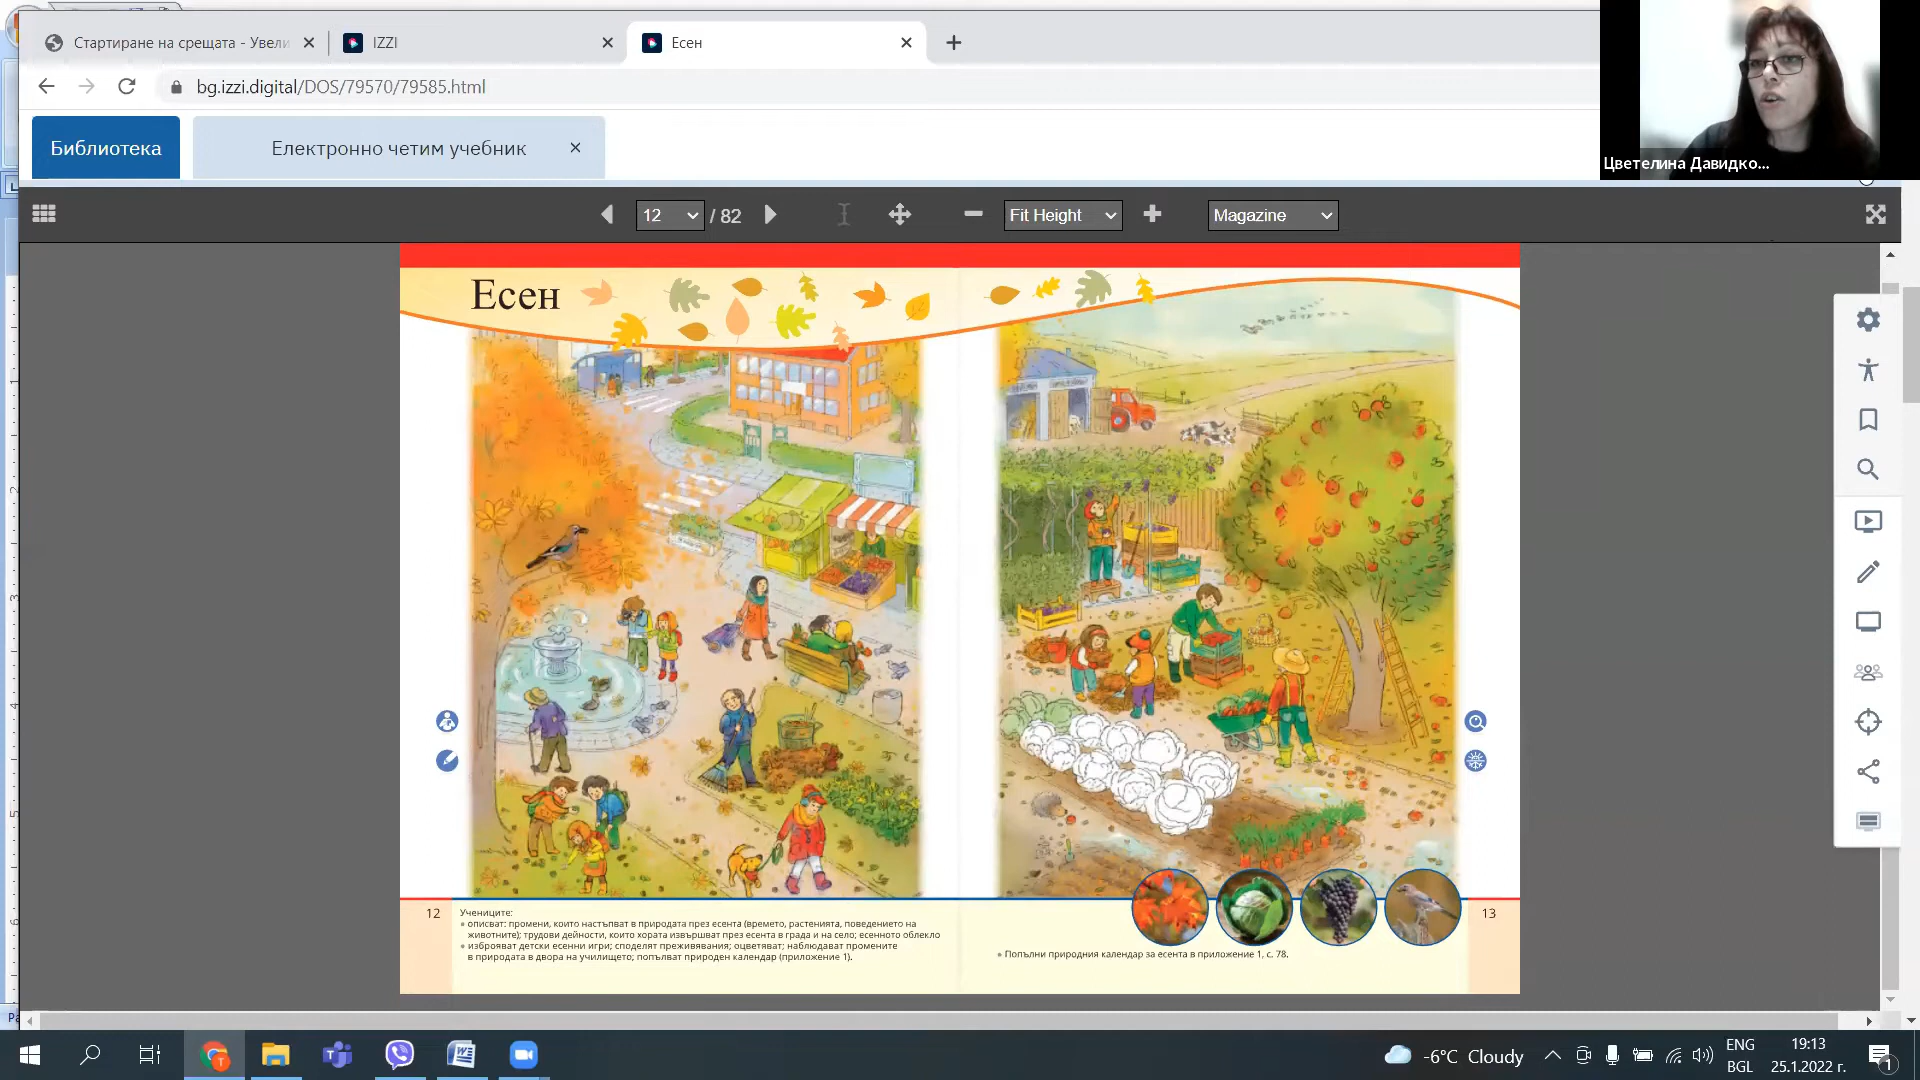 Стартиране на срещата - Увели
IZZI
Есен
bg.izzi.digital/DOS/79570/79585.html
Цветелина Давидко...
Библиотека
Електронно четим учебник
12 / 82
Fit Height
Magazine
Есен
12
Учениците:
• описват: промени, които настъпват в природата през есента (времето, растенията, поведението на
животните); трудови дейности, които хората извършват през есента в града и на село; есенното облекло
• изброяват детски есенни игри; споделят преживявания; оцветяват; наблюдават промените
в природата в двора на училището; попълват природен календар (приложение 1).
• Попълни природния календар за есента в приложение 1, с. 78.
13
-6°C Cloudy
ENG
BGL
19:13
25.1.2022 г.
1